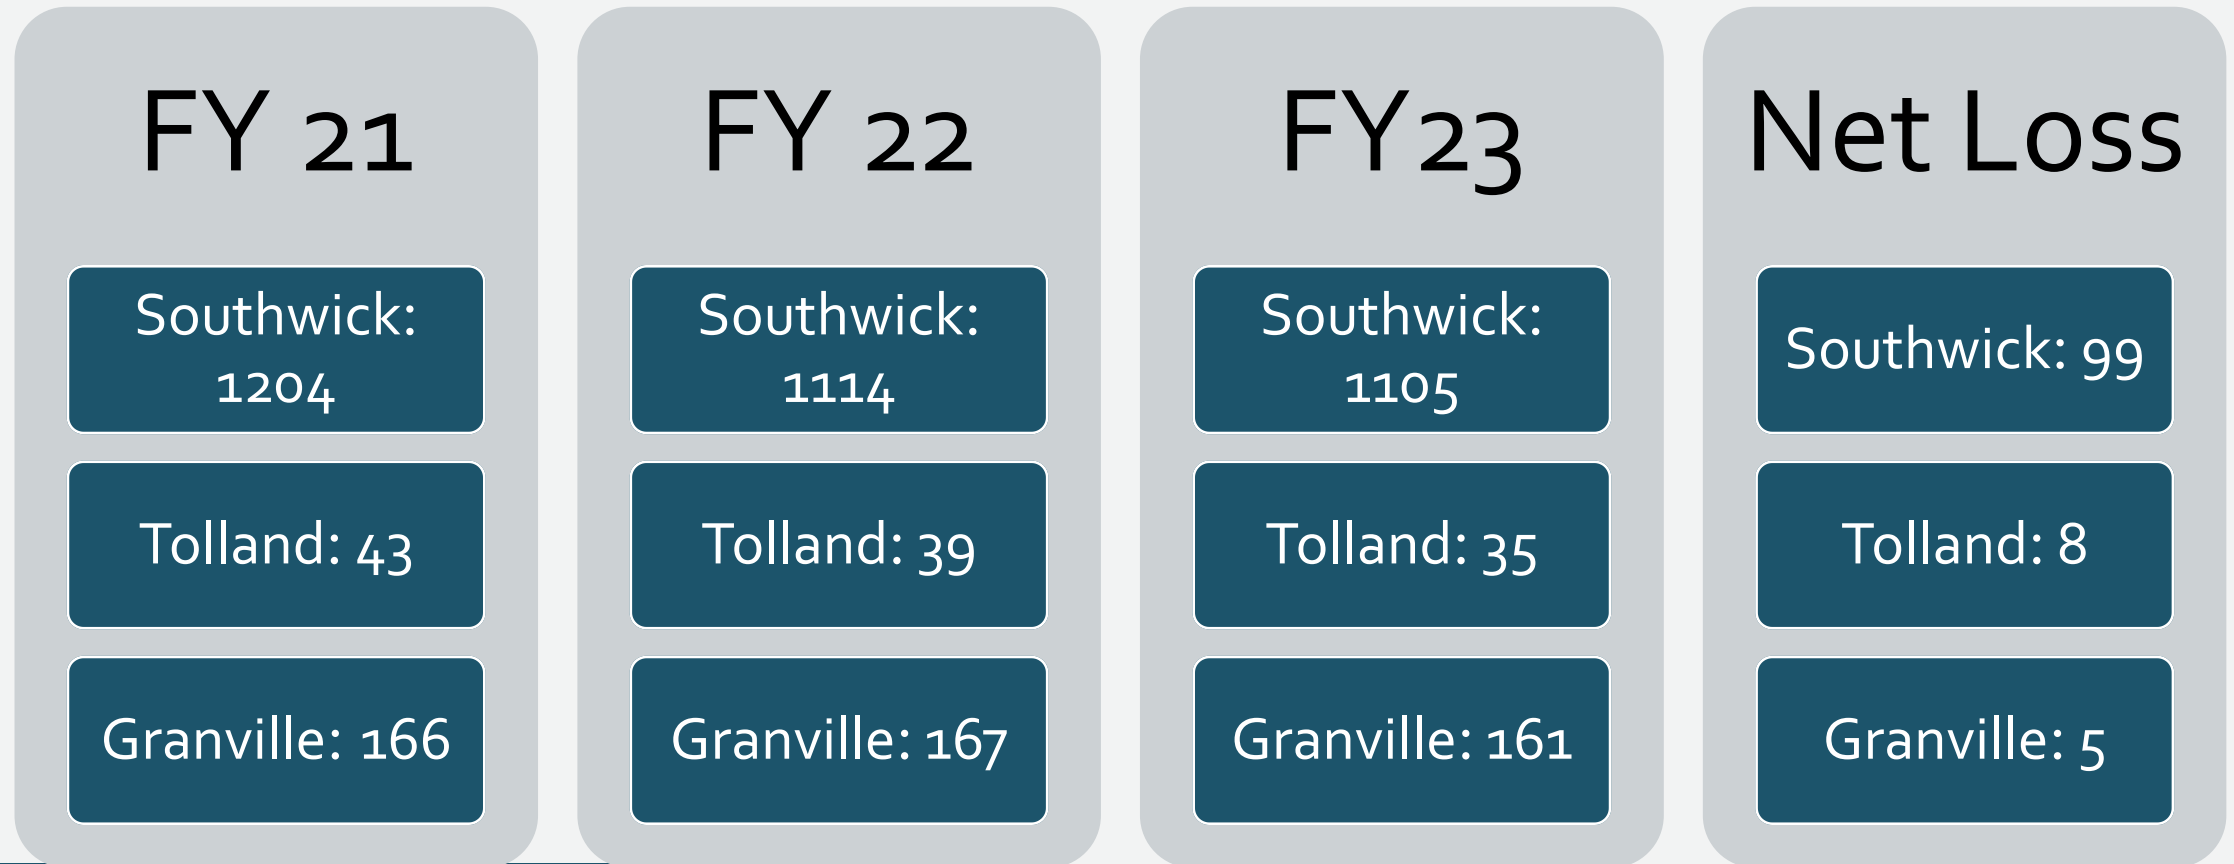 FY 21
Southwick:
1204
Tolland: 43
Granville: 166
FY 22
Southwick:
1114
Tolland: 39
Granville: 167
FY23
Southwick:
1105
Tolland: 35
Granville: 161
Net Loss
Southwick: 99
Tolland: 8
Granville: 5